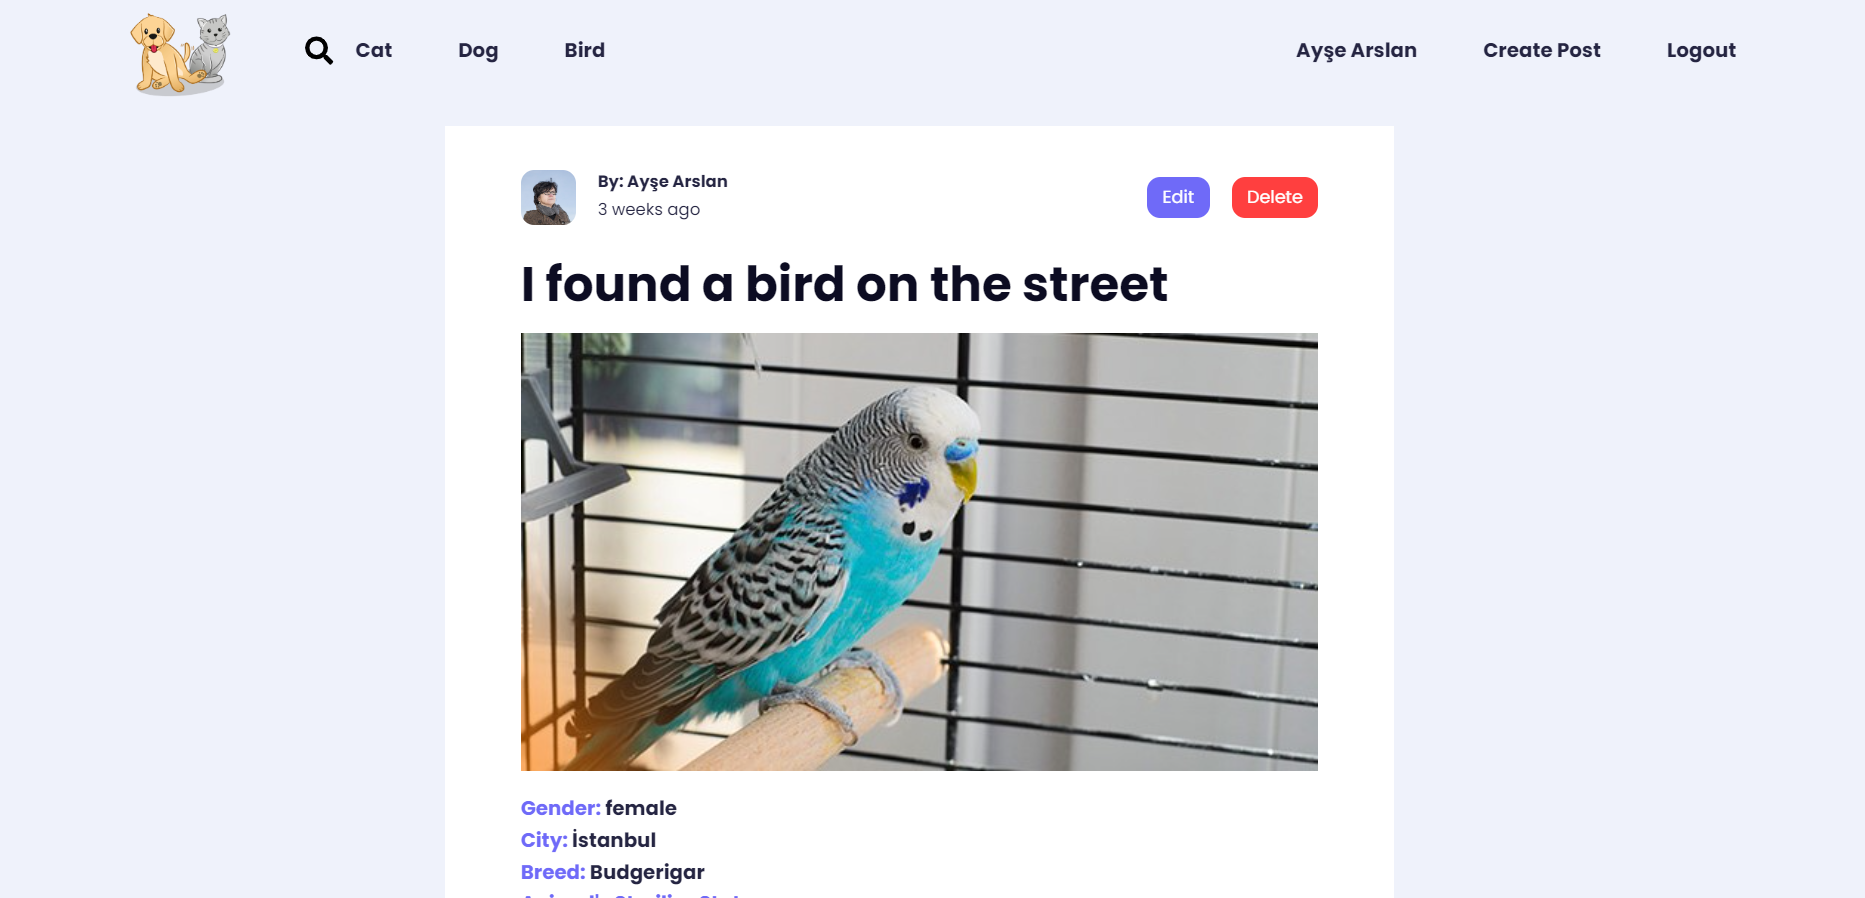 Cat Dog Bird Ayşe Arslan Create Post Logout
By: Ayşe Arslan
3 weeks ago
Edit Delete
I found a bird on the street
Gender: female
City: İstanbul
Breed: Budgerigar